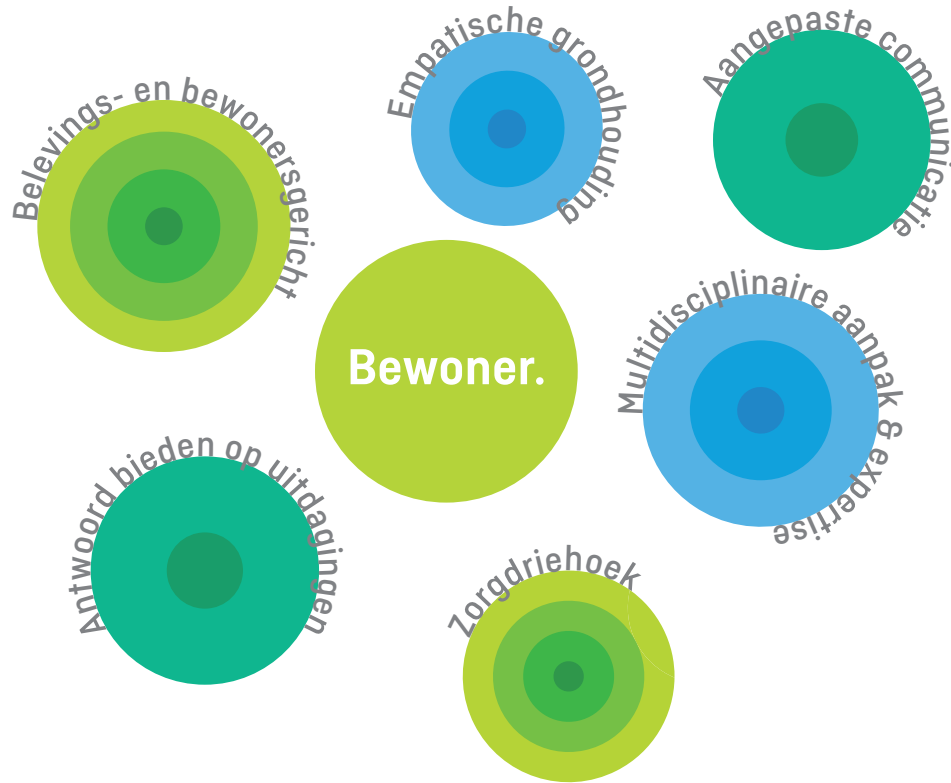 Belevings- en bewonersgericht
Empatische grondhouding
Aangepaste communicatie
Bewoner.
Multidisciplinaire aanpak & expertise
Antwoord bieden op uitdagingen
Zorgdriehoek